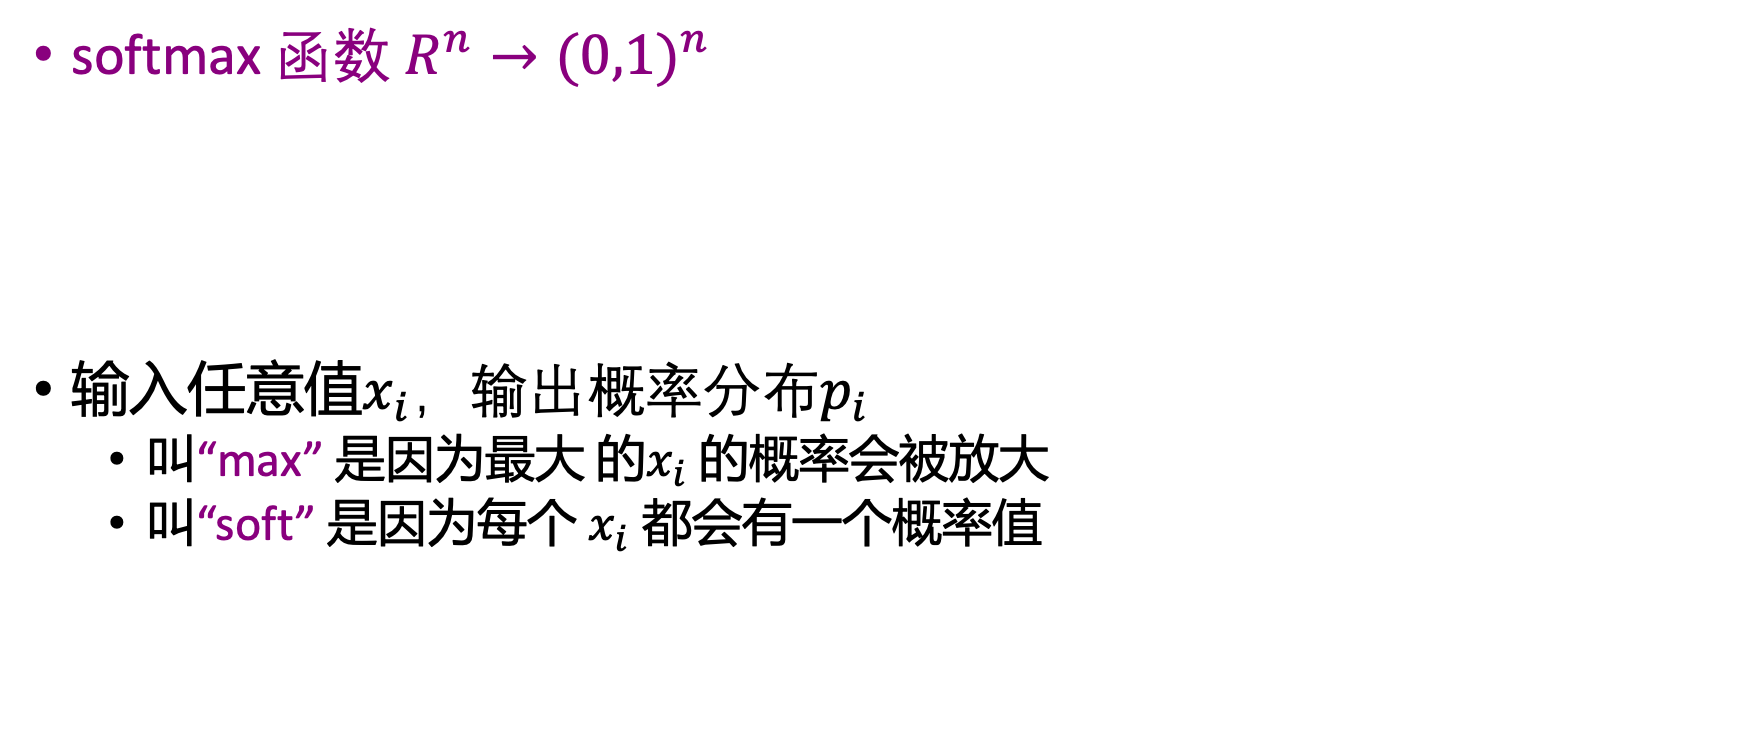 • softmax 函数 𝑅ⁿ → (0,1)ⁿ
• 输入任意值𝑥ᵢ, 输出概率分布𝑝ᵢ
• 叫“max” 是因为最大 的𝑥ᵢ 的概率会被放大
• 叫“soft” 是因为每个 𝑥ᵢ 都会有一个概率值